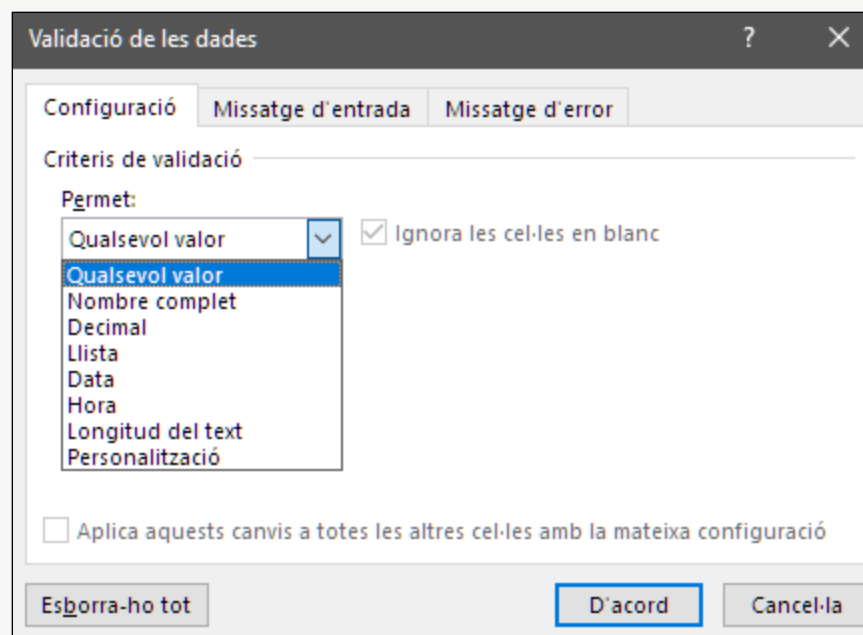 Validació de les dades
?
Configuració
Missatge d'entrada
Missatge d'error
Criteris de validació
Permet:
Qualsevol valor
Ignora les cel·les en blanc
Qualsevol valor
Nombre complet
Decimal
Llista
Data
Hora
Longitud del text
Personalització
Aplica aquests canvis a totes les altres cel·les amb la mateixa configuració
Esborra-ho tot
D'acord
Cancel·la